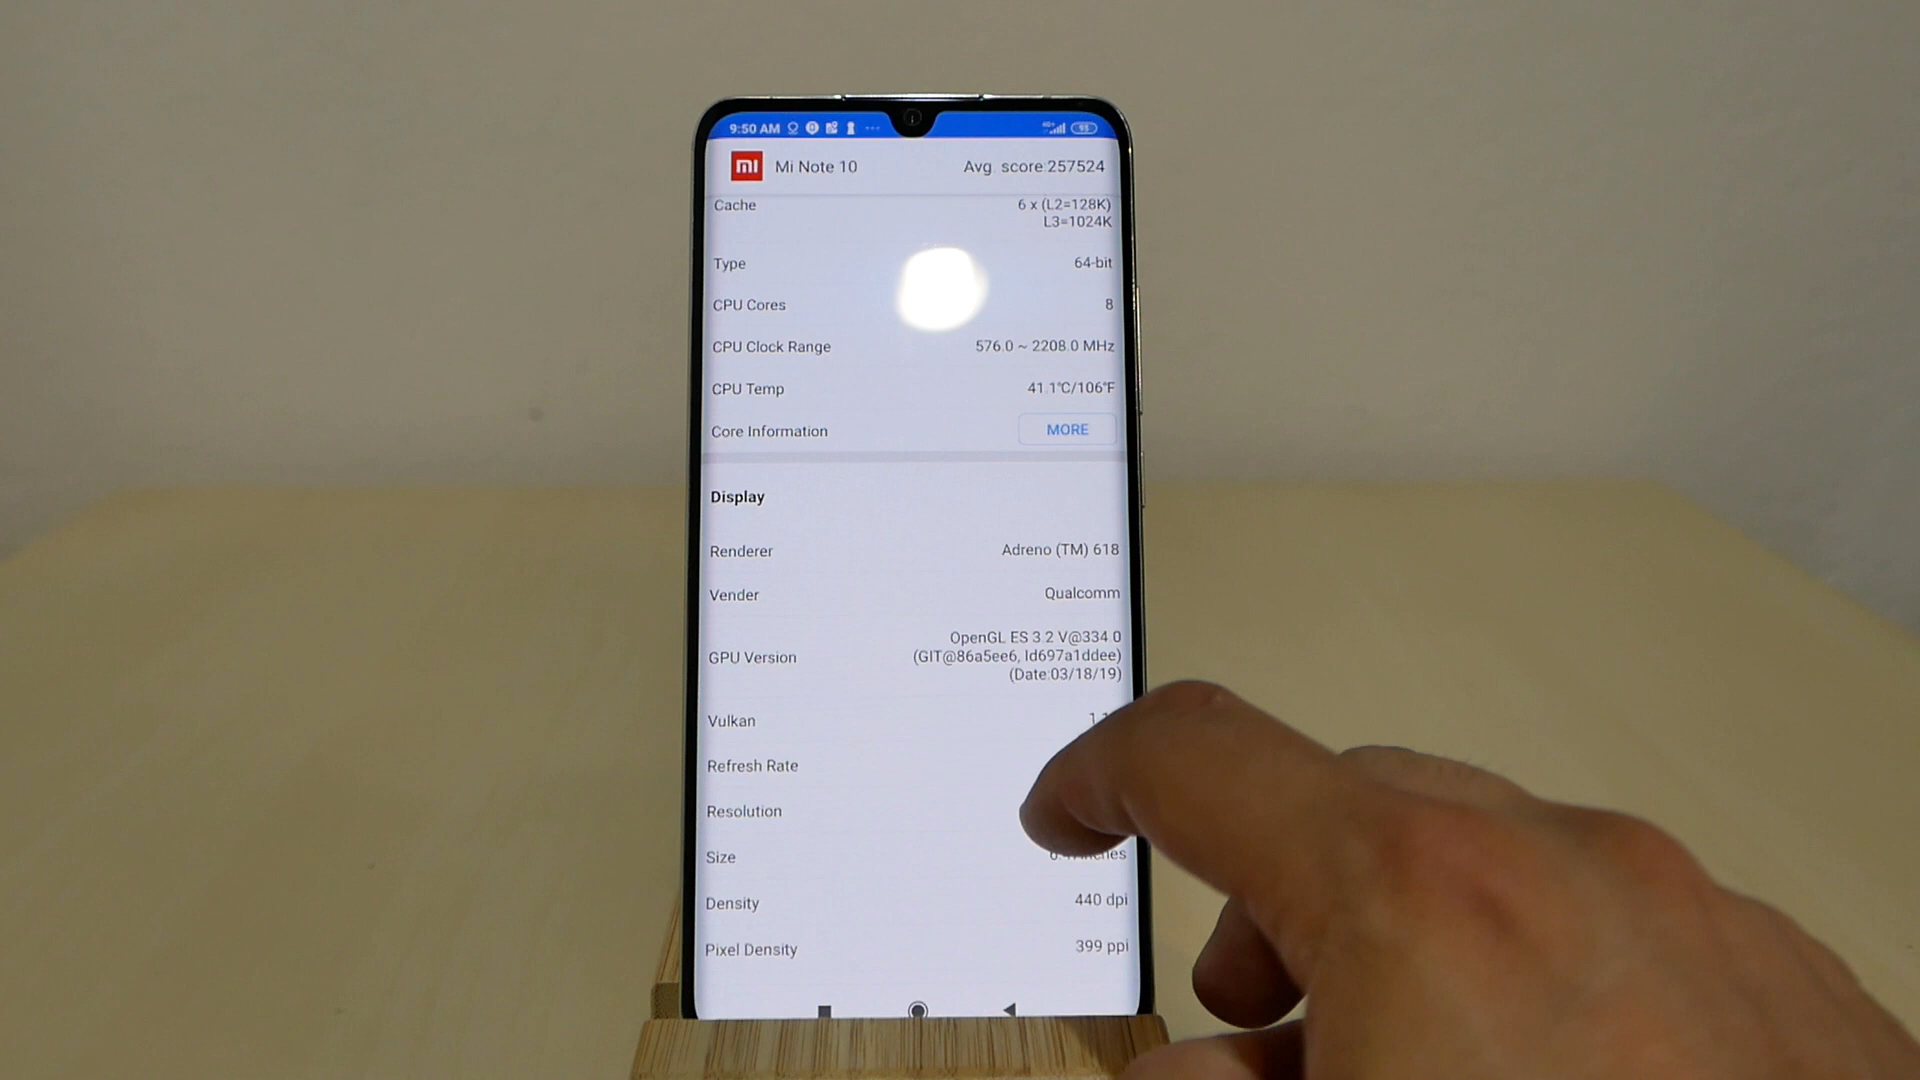 9:50 AM
95
mi Mi Note 10 Avg. score:257524
Cache 6 x (L2=128K)
L3=1024K
Type 64-bit
CPU Cores 8
CPU Clock Range 576.0 ~ 2208.0 MHz
CPU Temp 41.1°C/106°F
Core Information MORE
Display
Renderer Adreno (TM) 618
Vender Qualcomm
OpenGL ES 3.2 V@334.0
GPU Version (GIT@86a5ee6, Id697a1ddee)
(Date:03/18/19)
Vulkan
Refresh Rate
Resolution
Size
Density 440 dpi
Pixel Density 399 ppi